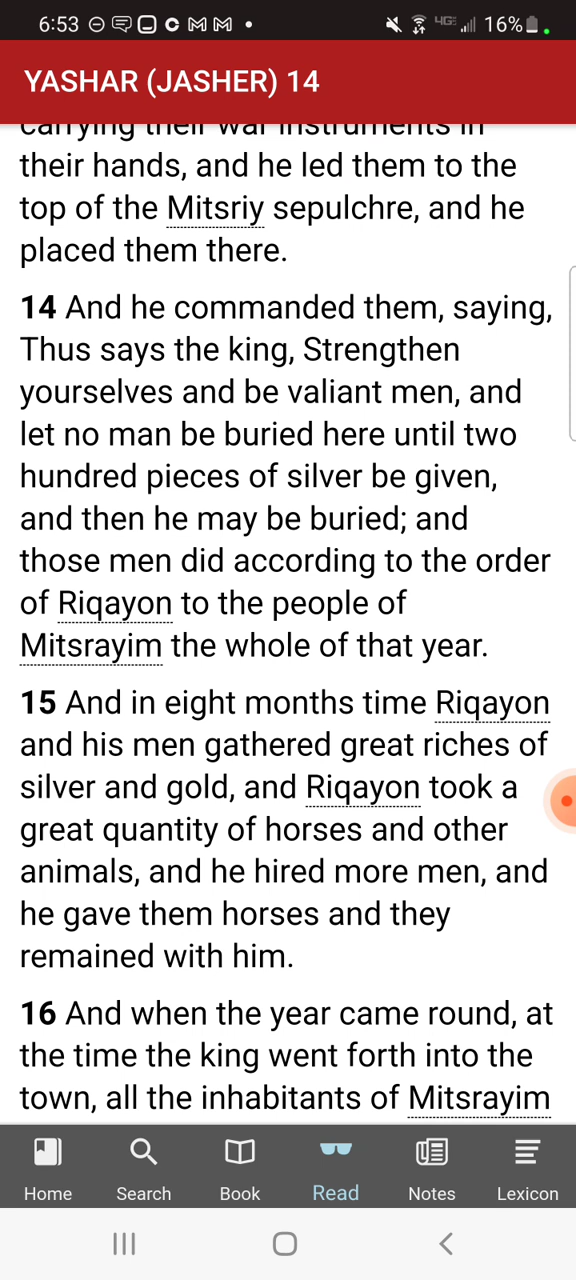 6:53
4GE 16%
YASHAR (JASHER) 14
carrying their war instruments in
their hands, and he led them to the
top of the Mitsriy sepulchre, and he
placed them there.
14 And he commanded them, saying,
Thus says the king, Strengthen
yourselves and be valiant men, and
let no man be buried here until two
hundred pieces of silver be given,
and then he may be buried; and
those men did according to the order
of Riqayon to the people of
Mitsrayim the whole of that year.
15 And in eight months time Riqayon
and his men gathered great riches of
silver and gold, and Riqayon took a
great quantity of horses and other
animals, and he hired more men, and
he gave them horses and they
remained with him.
16 And when the year came round, at
the time the king went forth into the
town, all the inhabitants of Mitsrayim
Home Search Book Read Notes Lexicon